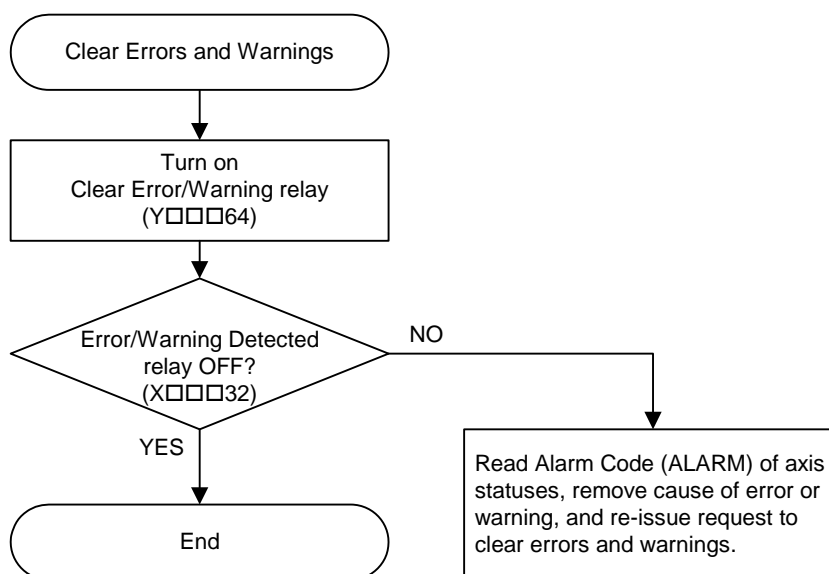 Clear Errors and Warnings
Turn on
Clear Error/Warning relay
(Y□□□64)
Error/Warning Detected
relay OFF?
(X□□□32)
NO
YES
Read Alarm Code (ALARM) of axis
statuses, remove cause of error or
warning, and re-issue request to
clear errors and warnings.
End